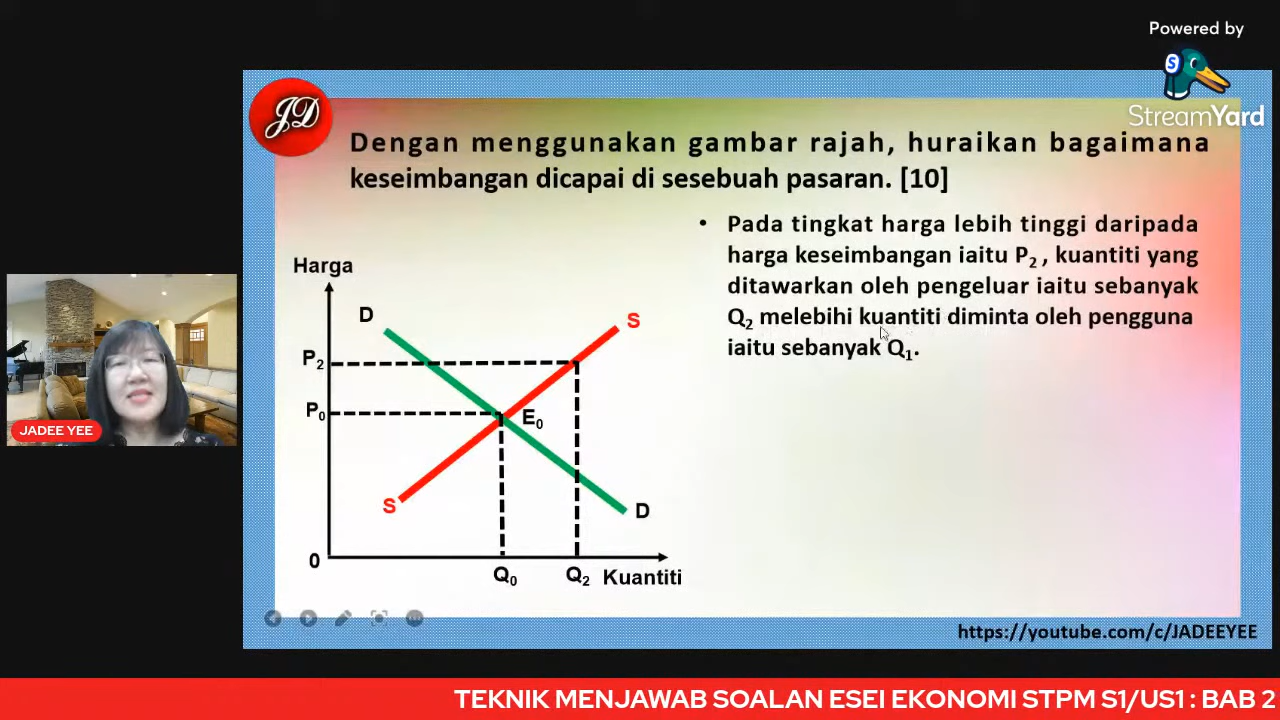 Powered by
S
StreamYard
JD
Dengan menggunakan gambar rajah, huraikan bagaimana
keseimbangan dicapai di sesebuah pasaran. [10]
• Pada tingkat harga lebih tinggi daripada
harga keseimbangan iaitu P₂ , kuantiti yang
ditawarkan oleh pengeluar iaitu sebanyak
Q₂ melebihi kuantiti diminta oleh pengguna
iaitu sebanyak Q₁.
Harga
D
S
P₂
P₀
E₀
S
D
0
Q₀
Q₂
Kuantiti
JADEE YEE
https://youtube.com/c/JADEEYEE
TEKNIK MENJAWAB SOALAN ESEI EKONOMI STPM S1/US1 : BAB 2